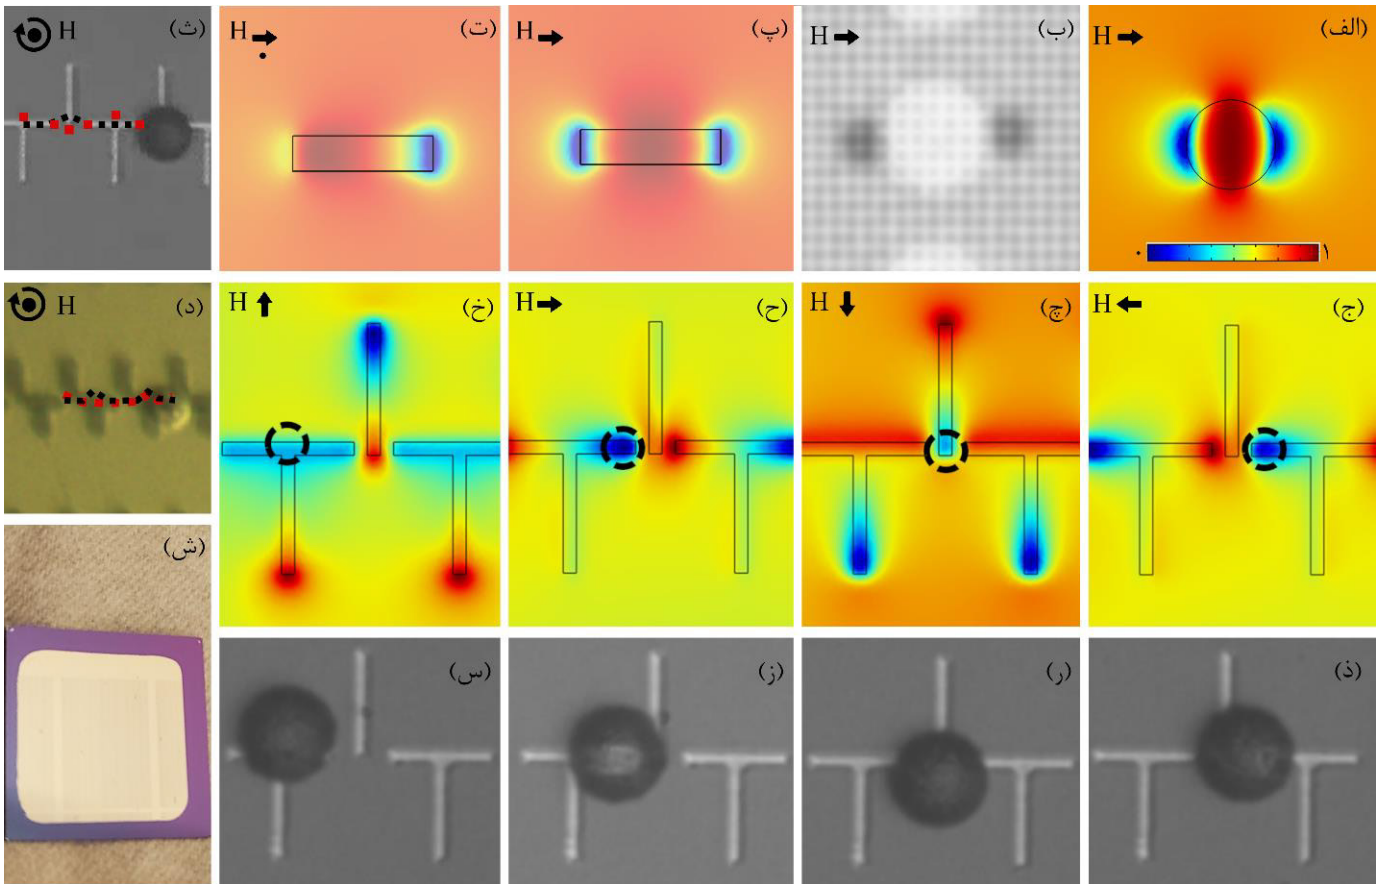 (الف) H
(ب) H
(پ) H
(ت) H
(ث) H
۰ ۱
(ج) H
(چ) H
(ح) H
(خ) H
(د) H
(ذ)
(ر)
(ز)
(س)
(ش)